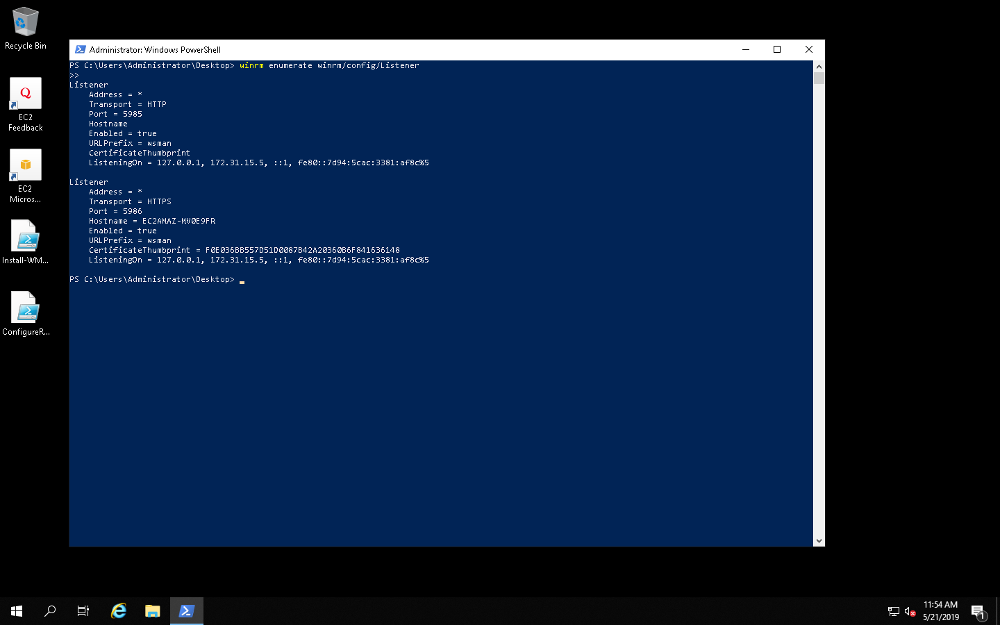 Recycle Bin
Q
EC2
Feedback
EC2
Micros...
Install-WM...
ConfigureR...
Administrator: Windows PowerShell
PS C:\Users\Administrator\Desktop> winrm enumerate winrm/config/Listener
>>
Listener
Address = *
Transport = HTTP
Port = 5985
Hostname
Enabled = true
URLPrefix = wsman
CertificateThumbprint
ListeningOn = 127.0.0.1, 172.31.15.5, ::1, fe80::7d94:5cac:3381:af8c%5
Listener
Address = *
Transport = HTTPS
Port = 5986
Hostname = EC2AMAZ-MV0E9FR
Enabled = true
URLPrefix = wsman
CertificateThumbprint = F0E036BB557D51D0087B42A20360B6F841636148
ListeningOn = 127.0.0.1, 172.31.15.5, ::1, fe80::7d94:5cac:3381:af8c%5
PS C:\Users\Administrator\Desktop>
11:54 AM
5/21/2019
1